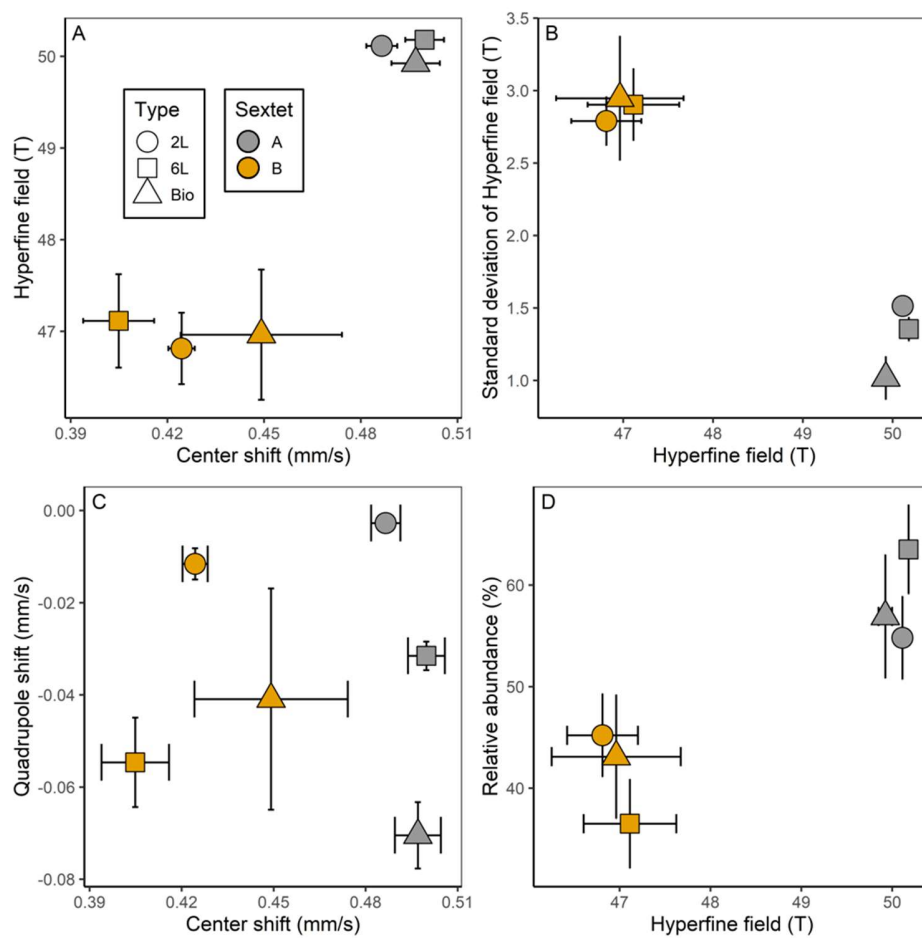 A
Hyperfine field (T)
50
49
48
47
Type
2L
6L
Bio
Sextet
A
B
0.39
0.42
0.45
0.48
0.51
Center shift (mm/s)
B
Standard deviation of Hyperfine field (T)
3.5
3.0
2.5
2.0
1.5
1.0
47
48
49
50
Hyperfine field (T)
C
Quadrupole shift (mm/s)
0.00
-0.02
-0.04
-0.06
-0.08
0.39
0.42
0.45
0.48
0.51
Center shift (mm/s)
D
Relative abundance (%)
60
50
40
47
48
49
50
Hyperfine field (T)